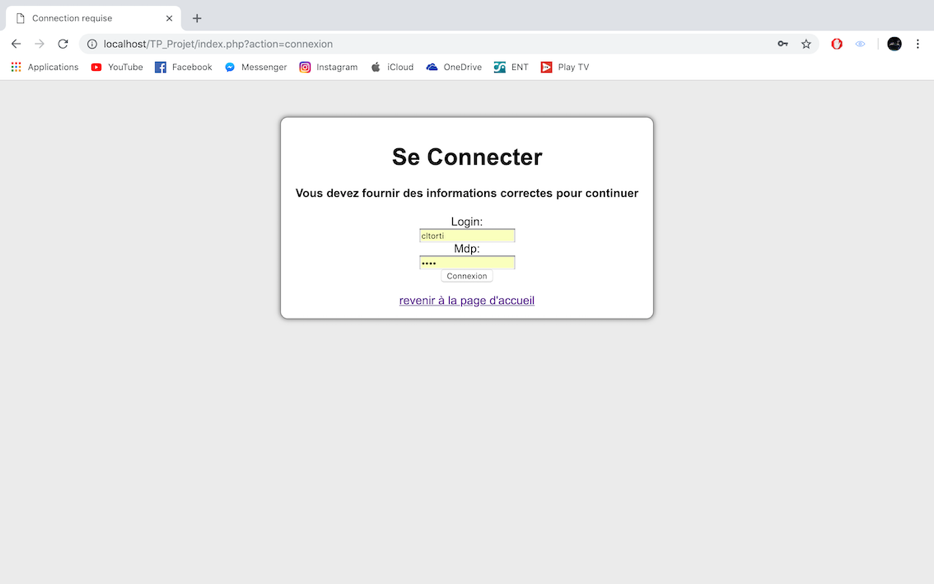 Connection requise
localhost/TP_Projet/index.php?action=connexion
Applications YouTube Facebook Messenger Instagram iCloud OneDrive ENT Play TV
Se Connecter
Vous devez fournir des informations correctes pour continuer
Login:
cltorti
Mdp:
••••
Connexion
revenir à la page d'accueil